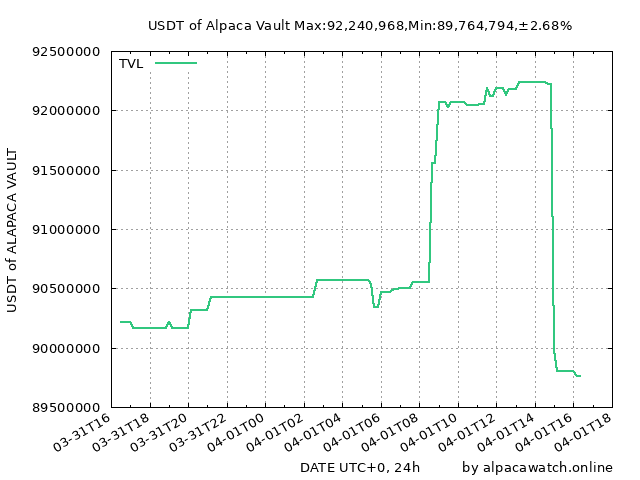 USDT of Alpaca Vault Max:92,240,968,Min:89,764,794,±2.68%
92500000
TVL
92000000
91500000
91000000
90500000
90000000
89500000
USDT of ALAPACA VAULT
03-31T16
03-31T18
03-31T20
03-31T22
04-01T00
04-01T02
04-01T04
04-01T06
04-01T08
04-01T10
04-01T12
04-01T14
04-01T16
04-01T18
DATE UTC+0, 24h
by alpacawatch.online